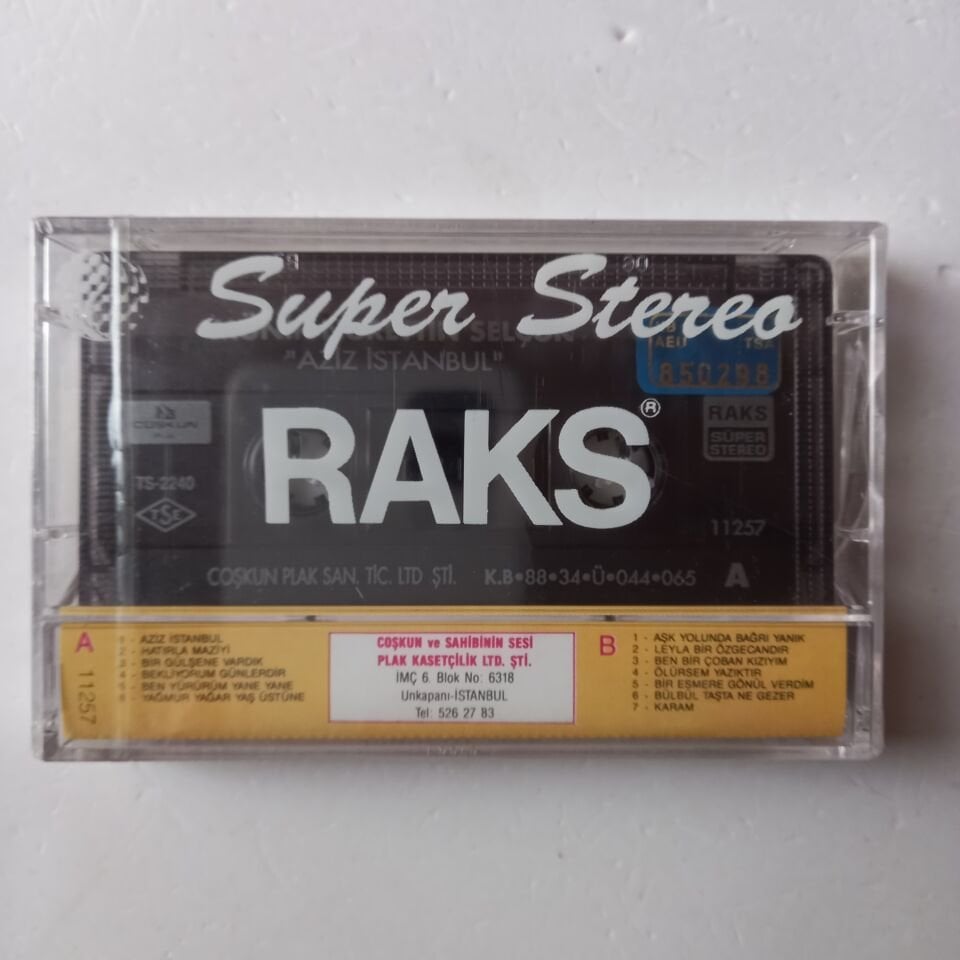 Super Stereo
SELÇUK
"AZİZ İSTANBUL"
AEÜ
850298
COŞKUN
RAKS®
RAKS
SÜPER
STEREO
TS-2240
TSE
11257
COŞKUN PLAK SAN. TİC. LTD ŞTİ. K.B•88•34•Ü•044•065 A
A
11257
AZİZ İSTANBUL
2 - HATIRLA MAZİYİ
3 - BİR GÜLŞENE VARDIK
4 - BEKLİYORUM GÜNLERDİR
5 - BEN YÜRÜRÜM YANE YANE
6 - YAĞMUR YAĞAR YAŞ ÜSTÜNE
COŞKUN ve SAHİBİNİN SESİ
PLAK KASETÇİLİK LTD. ŞTİ.
İMÇ 6. Blok No: 6318
Unkapanı-İSTANBUL
Tel: 526 27 83
B
1 - AŞK YOLUNDA BAĞRI YANIK
2 - LEYLA BİR ÖZGECANDIR
3 - BEN BİR ÇOBAN KIZIYIM
4 - ÖLÜRSEM YAZIKTIR
5 - BİR ESMERE GÖNÜL VERDİM
6 - BÜLBÜL TAŞTA NE GEZER
7 - KARAM